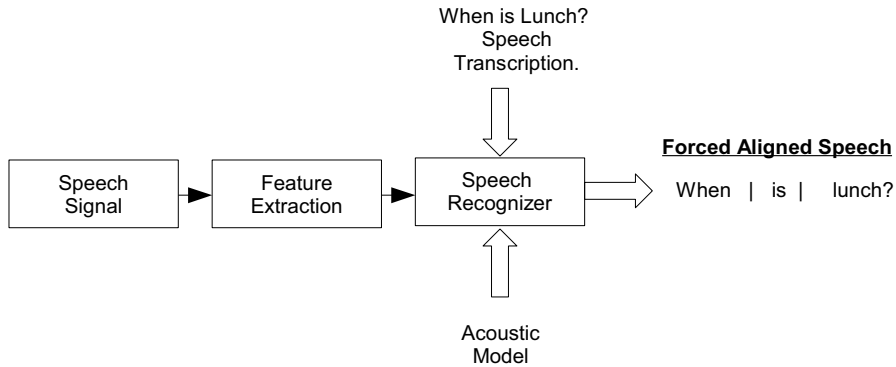 When is Lunch?
Speech
Transcription.
Forced Aligned Speech
Speech
Signal
Feature
Extraction
Speech
Recognizer
When | is | lunch?
Acoustic
Model